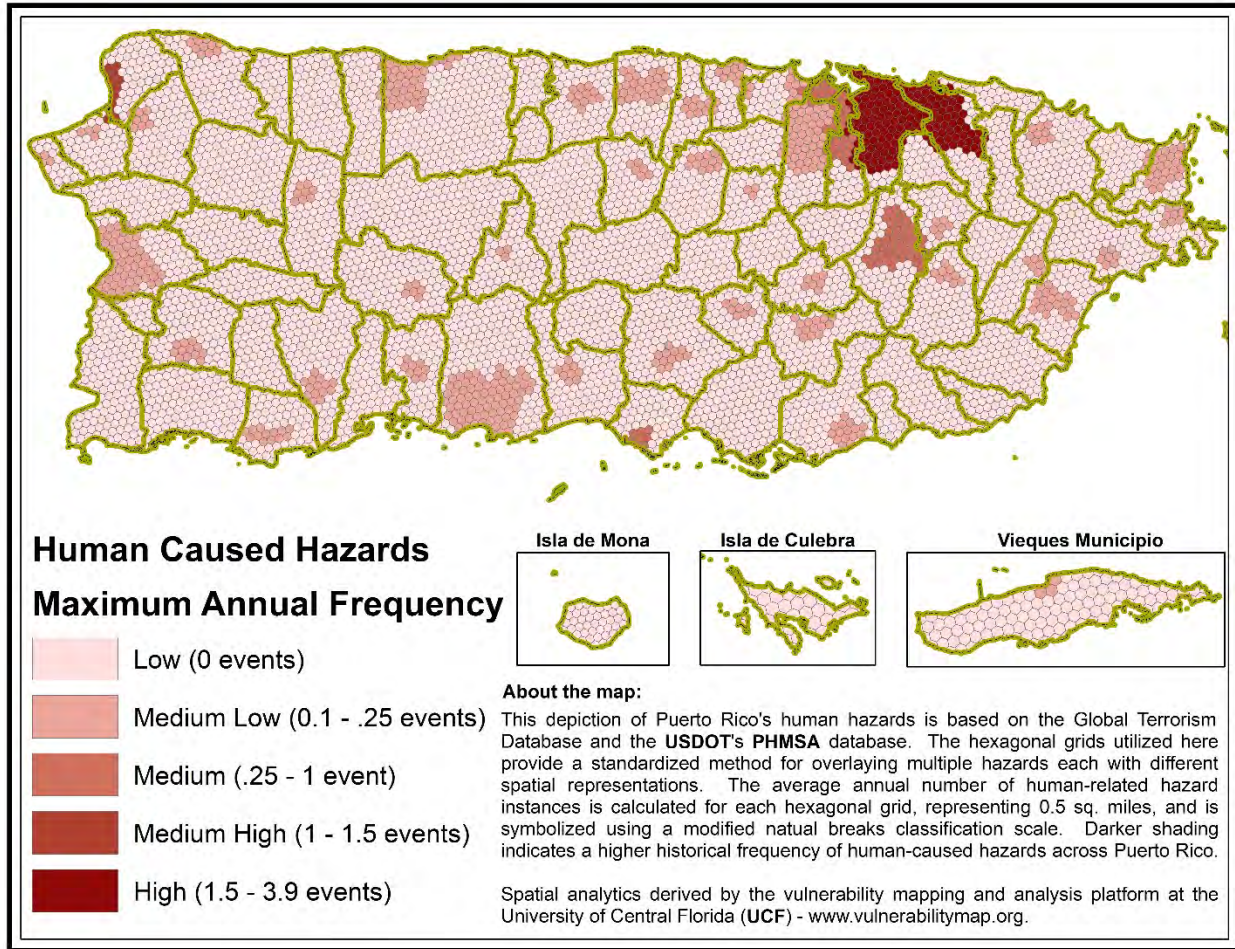 Isla de Mona
Isla de Culebra
Vieques Municipio
Human Caused Hazards
Maximum Annual Frequency
Low (0 events)
Medium Low (0.1 - .25 events)
Medium (.25 - 1 event)
Medium High (1 - 1.5 events)
High (1.5 - 3.9 events)
About the map:
This depiction of Puerto Rico's human hazards is based on the Global Terrorism
Database and the USDOT's PHMSA database. The hexagonal grids utilized here
provide a standardized method for overlaying multiple hazards each with different
spatial representations. The average annual number of human-related hazard
instances is calculated for each hexagonal grid, representing 0.5 sq. miles, and is
symbolized using a modified natual breaks classification scale. Darker shading
indicates a higher historical frequency of human-caused hazards across Puerto Rico.
Spatial analytics derived by the vulnerability mapping and analysis platform at the
University of Central Florida (UCF) - www.vulnerabilitymap.org.